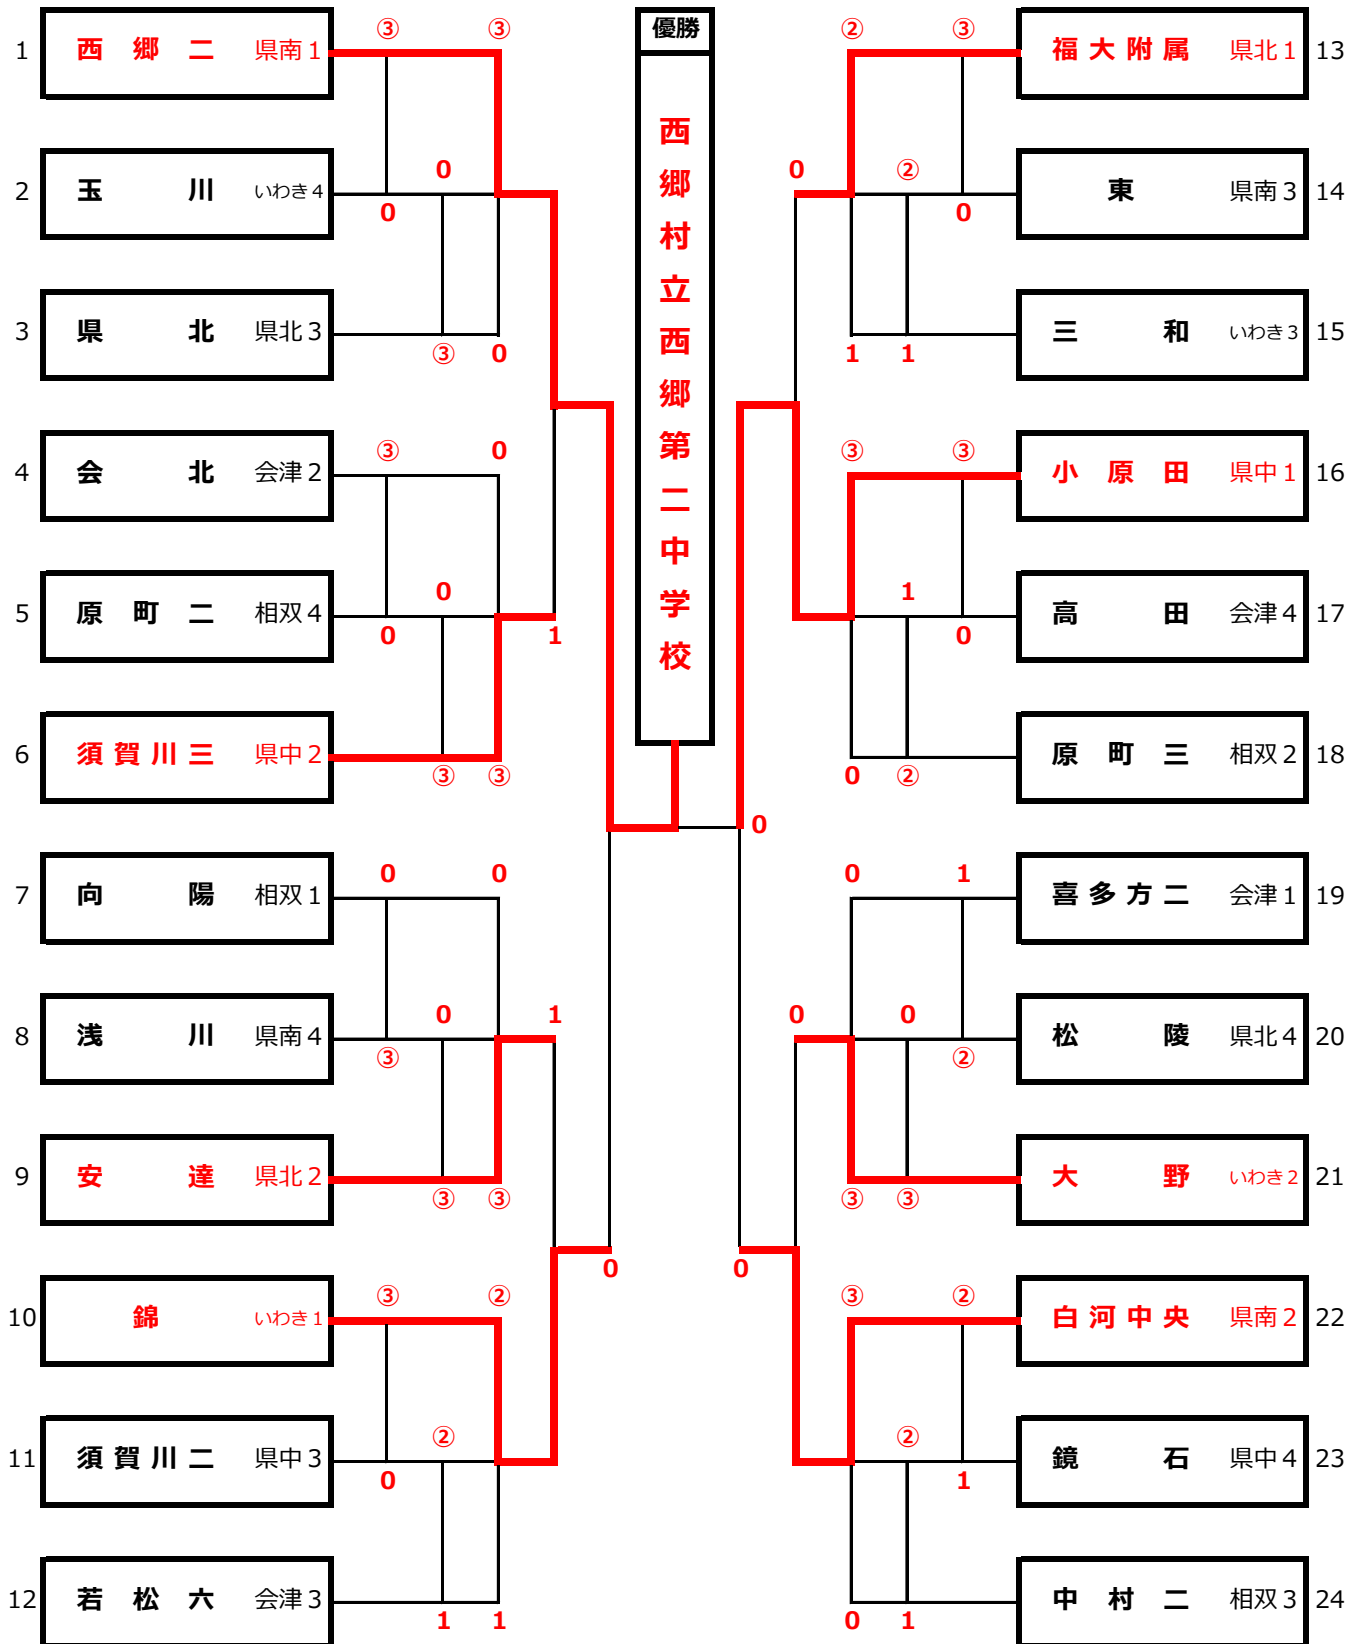 優勝
西郷村立西郷第二中学校
1 西郷二 県南1 ③ ③
0
2 玉川 いわき4 0
3 県北 県北3 ③ 0
4 会北 会津2 ③ 0
0
5 原町二 相双4 0 1
6 須賀川三 県中2 ③ ③
7 向陽 相双1 0 0
0 1
8 浅川 県南4 ③
9 安達 県北2 ③ ③
0
10 錦 いわき1 ③ ②
②
11 須賀川二 県中3 0
12 若松六 会津3 1 1
② ③ 福大附属 県北1 13
0 ②
0 東 県南3 14
1 1 三和 いわき3 15
③ ③ 小原田 県中1 16
1
0 高田 会津4 17
0 ② 原町三 相双2 18
0
0 1 喜多方二 会津1 19
0 0
② 松陵 県北4 20
③ ③ 大野 いわき2 21
0
③ ② 白河中央 県南2 22
②
1 鏡石 県中4 23
0 1 中村二 相双3 24